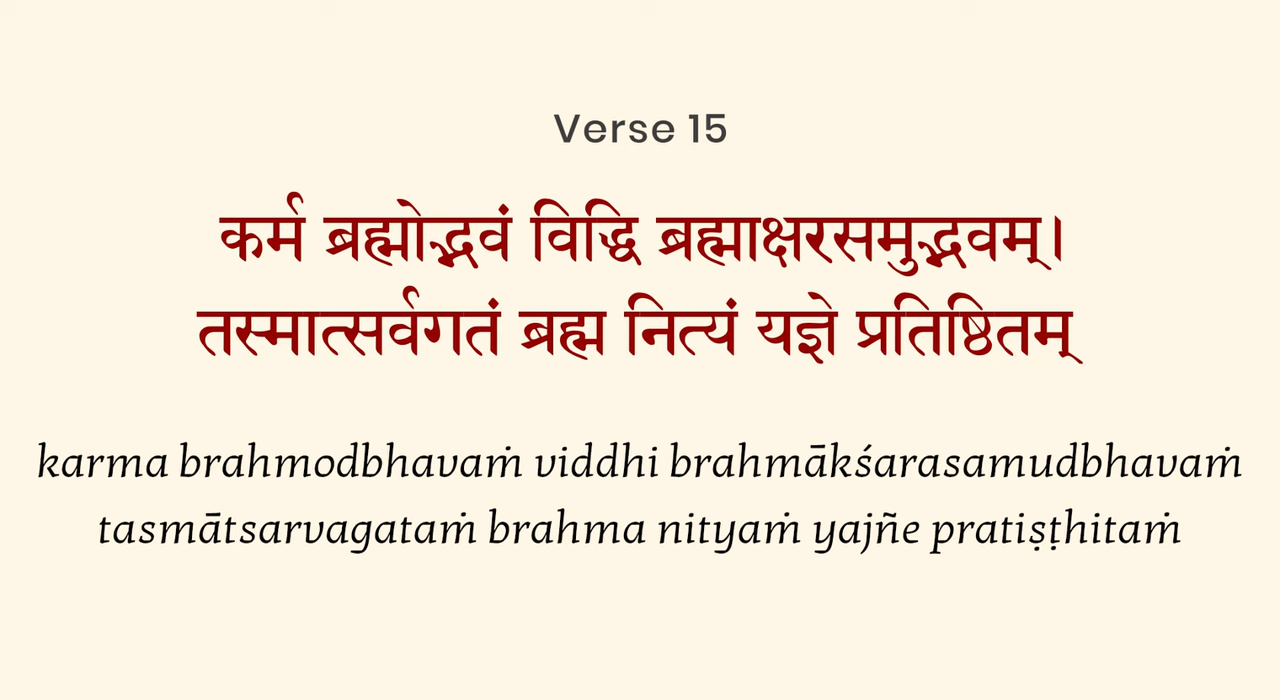 Verse 15
कर्म ब्रह्मोद्भवं विद्धि ब्रह्माक्षरसमुद्भवम्।
तस्मात्सर्वगतं ब्रह्म नित्यं यज्ञे प्रतिष्ठितम्
karma brahmodbhavaṁ viddhi brahmākśarasamudbhavaṁ
tasmātsarvagataṁ brahma nityaṁ yajñe pratiṣṭhitaṁ